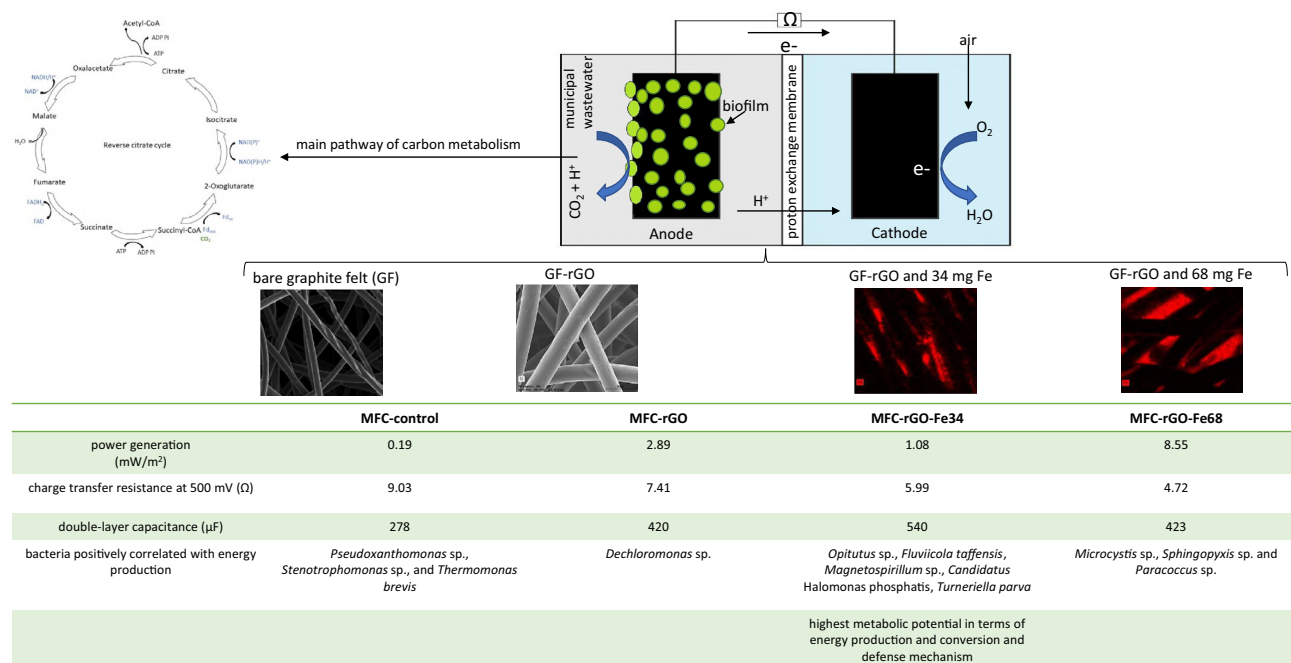 Acetyl-CoA
ADP Pi
ATP
Oxalacetate
Citrate
NADH/H⁺
NAD⁺
Malate
Isocitrate
H₂O
Reverse citrate cycle
NAD(P)⁺
NAD(P)H/H⁺
Fumarate
2-Oxoglutarate
FADH₂
FAD
Succinate
Succinyl-CoA
CO₂
ATP
ADP Pi
main pathway of carbon metabolism
Ω
e-
air
municipal
wastewater
CO₂ + H⁺
biofilm
H⁺
Anode
proton exchange membrane
O₂
e-
H₂O
Cathode
bare graphite felt (GF)
GF-rGO
GF-rGO and 34 mg Fe
GF-rGO and 68 mg Fe
MFC-control MFC-rGO MFC-rGO-Fe34 MFC-rGO-Fe68
power generation
(mW/m²) 0.19 2.89 1.08 8.55
charge transfer resistance at 500 mV (Ω) 9.03 7.41 5.99 4.72
double-layer capacitance (μF) 278 420 540 423
bacteria positively correlated with energy
production
Pseudoxanthomonas sp.,
Stenotrophomonas sp., and Thermomonas
brevis
Dechloromonas sp.
Opitutus sp., Fluviicola taffensis,
Magnetospirillum sp., Candidatus
Halomonas phosphatis, Turneriella parva
Microcystis sp., Sphingopyxis sp. and
Paracoccus sp.
highest metabolic potential in terms of
energy production and conversion and
defense mechanism